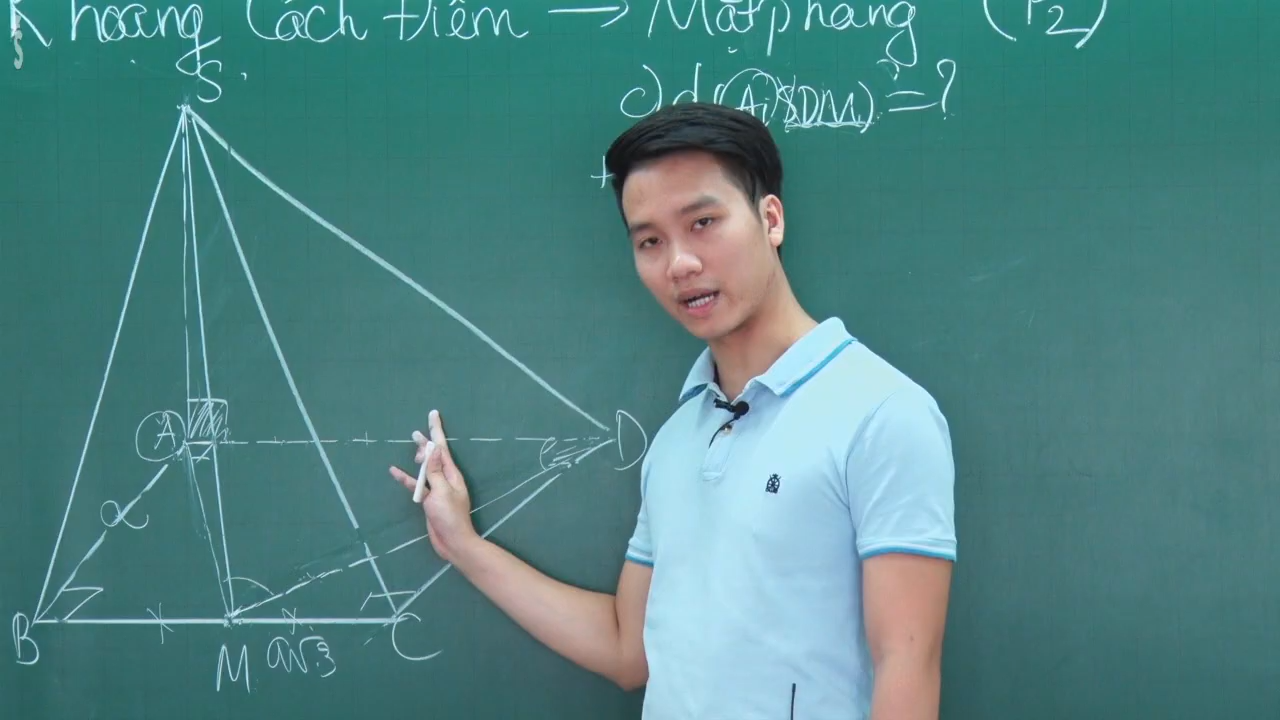 Khoảng Cách Điểm → Mặt phẳng (P2)
c) d(A; (SDM)) = ?
+
S
A
D
a
B
M
a√3
C